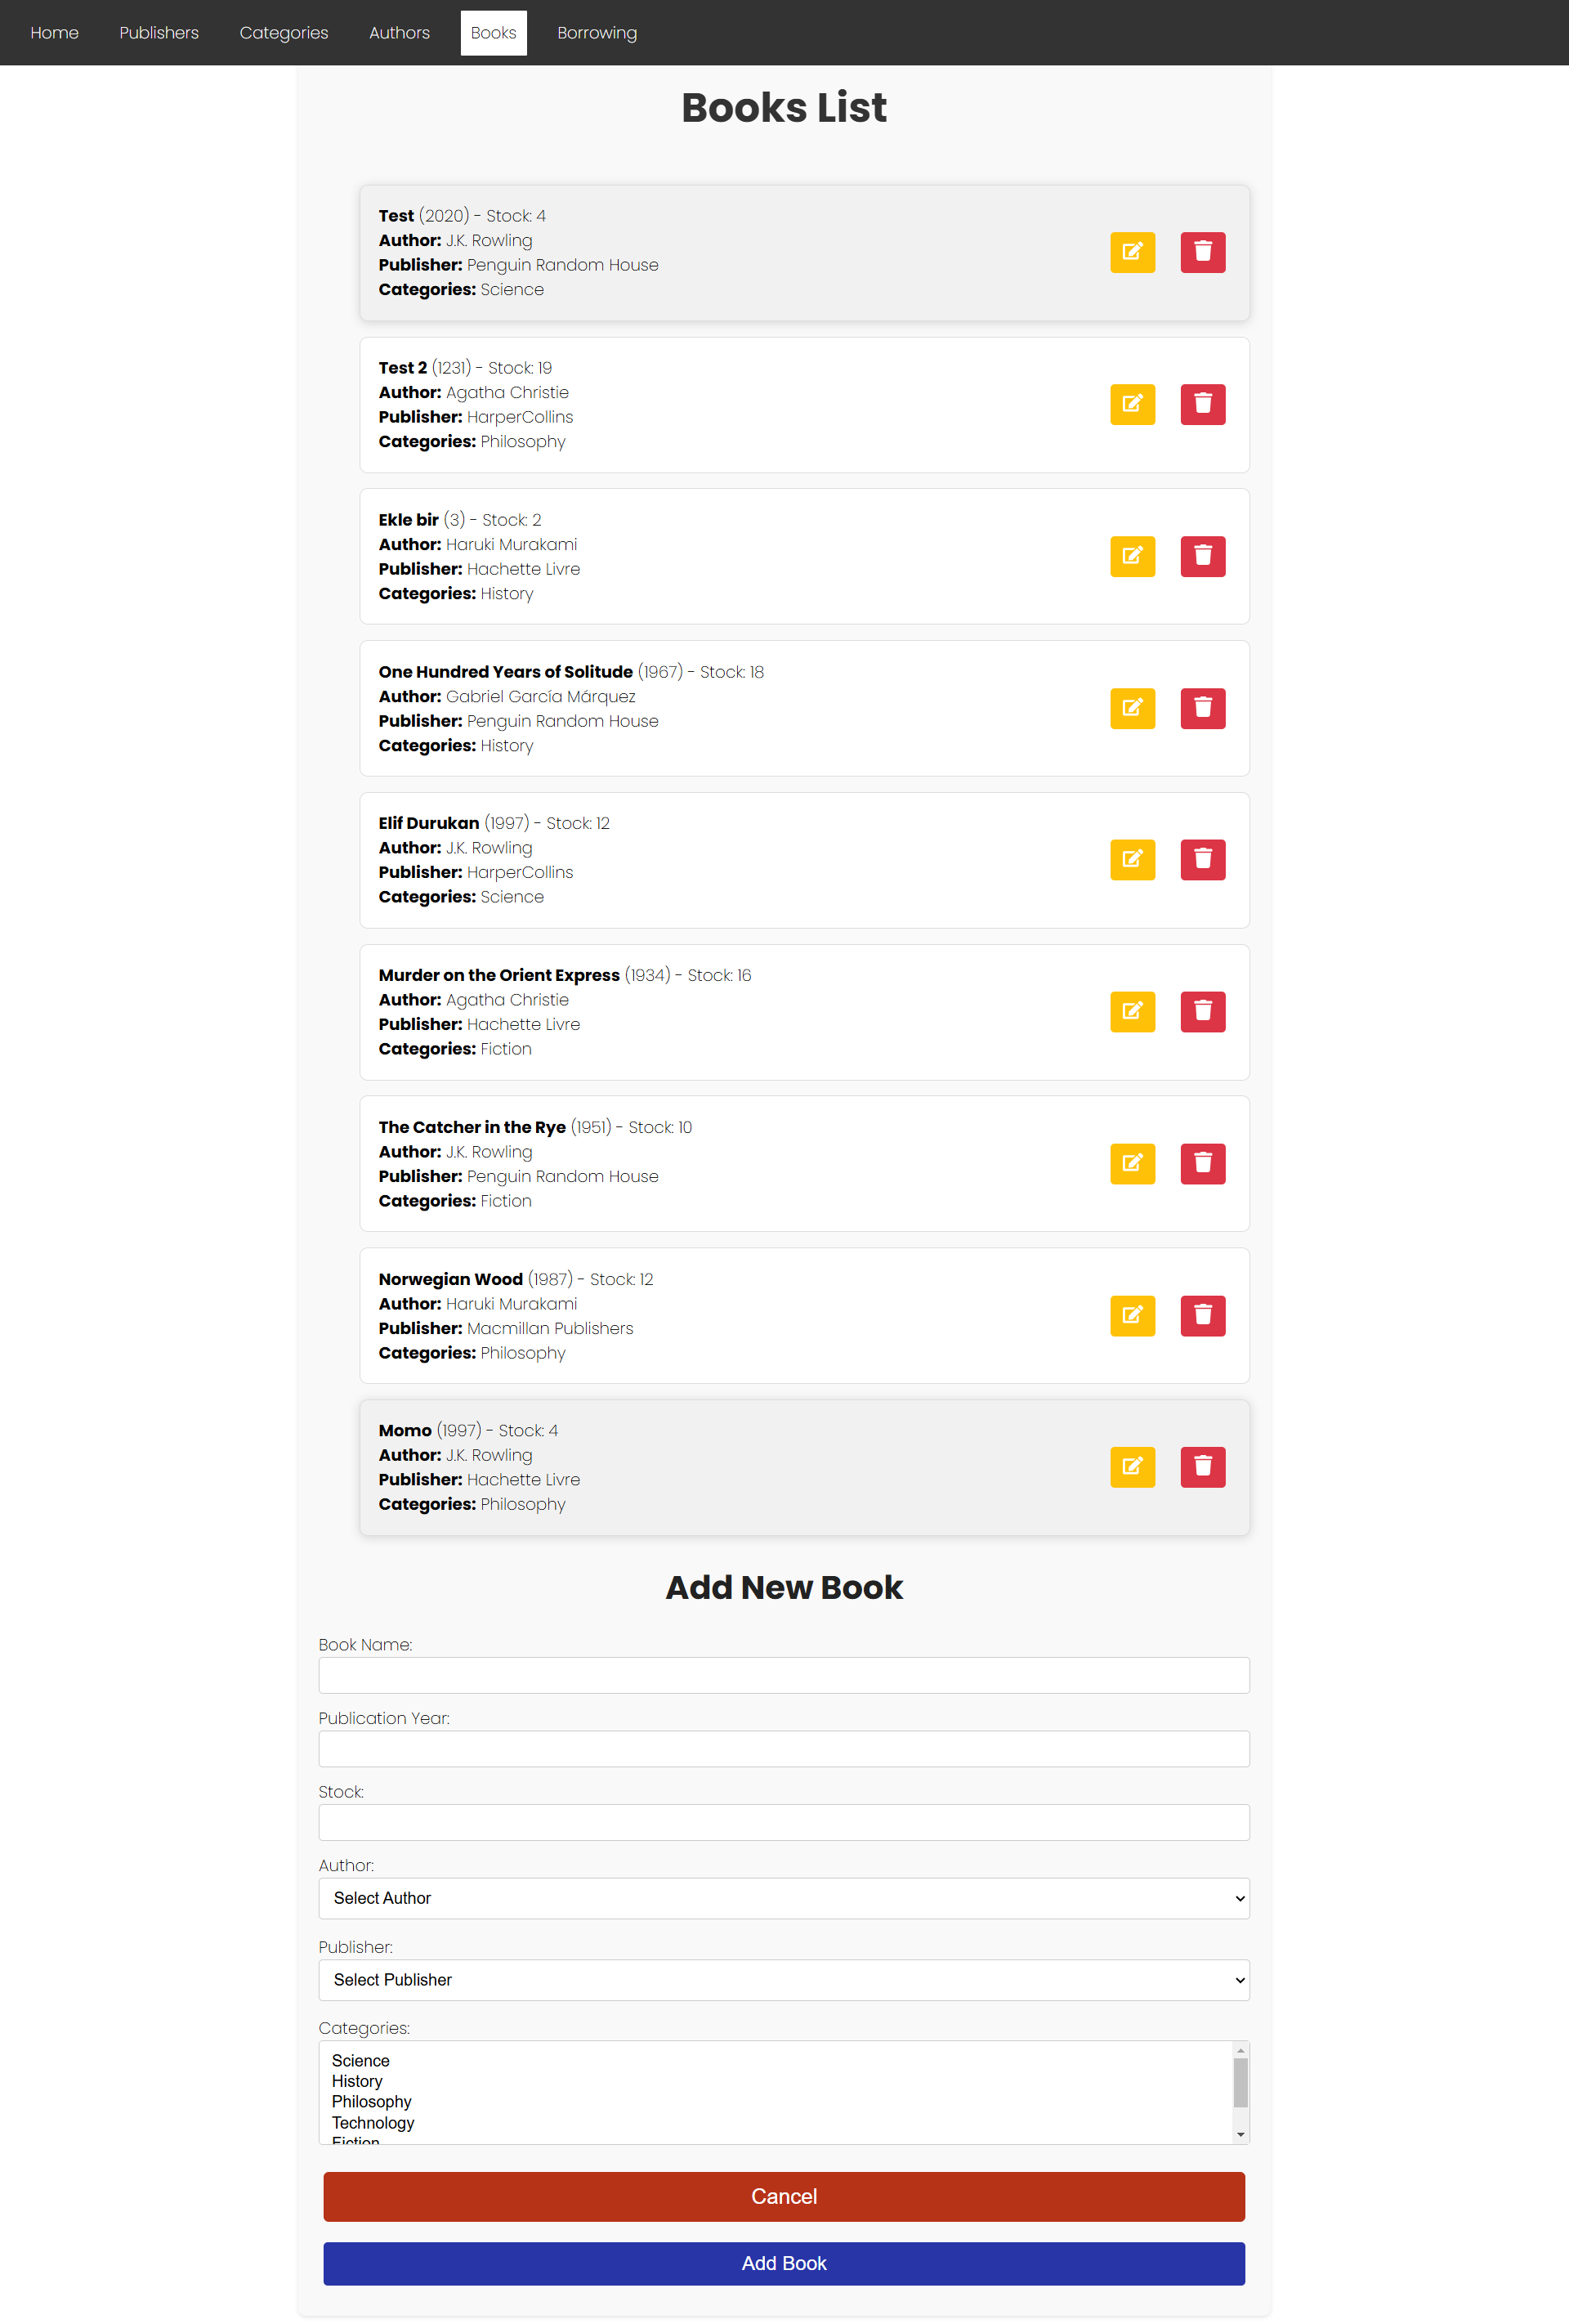 Home Publishers Categories Authors Books Borrowing
Books List
Test (2020) - Stock: 4
Author: J.K. Rowling
Publisher: Penguin Random House
Categories: Science
Test 2 (1231) - Stock: 19
Author: Agatha Christie
Publisher: HarperCollins
Categories: Philosophy
Ekle bir (3) - Stock: 2
Author: Haruki Murakami
Publisher: Hachette Livre
Categories: History
One Hundred Years of Solitude (1967) - Stock: 18
Author: Gabriel García Márquez
Publisher: Penguin Random House
Categories: History
Elif Durukan (1997) - Stock: 12
Author: J.K. Rowling
Publisher: HarperCollins
Categories: Science
Murder on the Orient Express (1934) - Stock: 16
Author: Agatha Christie
Publisher: Hachette Livre
Categories: Fiction
The Catcher in the Rye (1951) - Stock: 10
Author: J.K. Rowling
Publisher: Penguin Random House
Categories: Fiction
Norwegian Wood (1987) - Stock: 12
Author: Haruki Murakami
Publisher: Macmillan Publishers
Categories: Philosophy
Momo (1997) - Stock: 4
Author: J.K. Rowling
Publisher: Hachette Livre
Categories: Philosophy
Add New Book
Book Name:
Publication Year:
Stock:
Author:
Select Author
Publisher:
Select Publisher
Categories:
Science
History
Philosophy
Technology
Fiction
Cancel
Add Book